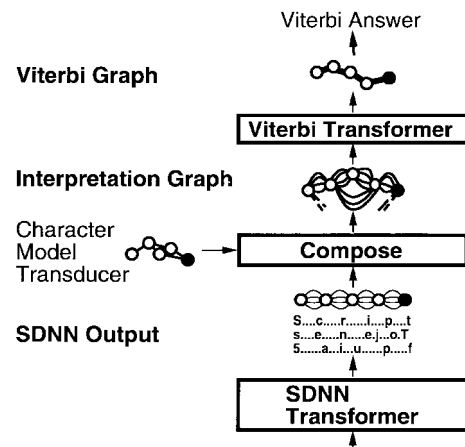 Viterbi Answer
Viterbi Graph
Viterbi Transformer
Interpretation Graph
Character
Model
Transducer
Compose
SDNN Output
S....c.....r......i....p....t
s....e.....n.....e.j...o.T
5.....a...i...u......p.....f
SDNN
Transformer